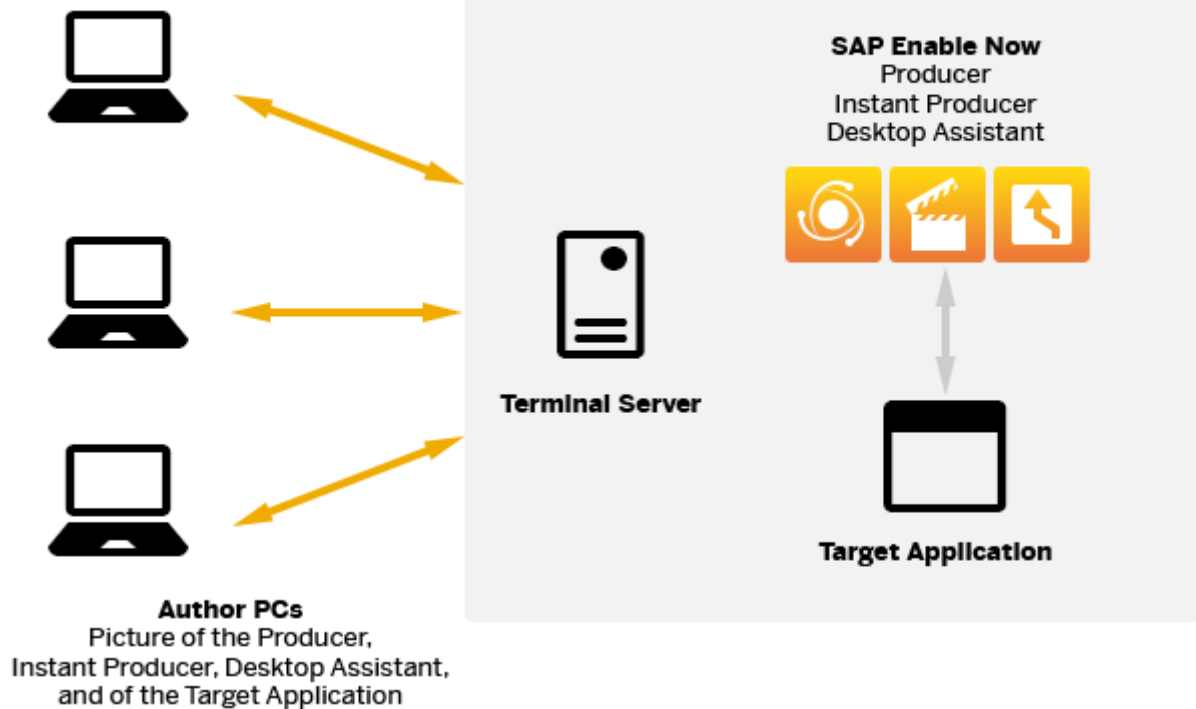 SAP Enable Now
Producer
Instant Producer
Desktop Assistant
Terminal Server
Target Application
Author PCs
Picture of the Producer,
Instant Producer, Desktop Assistant,
and of the Target Application